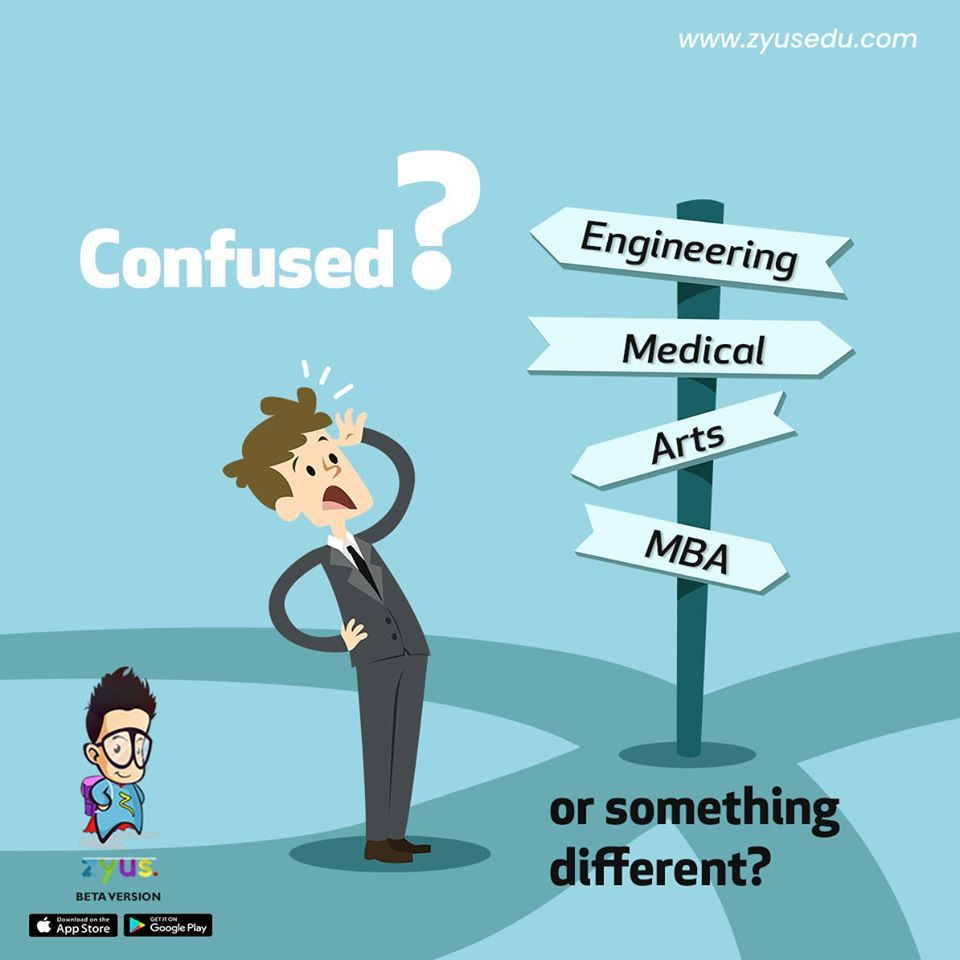 www.zyusedu.com
Confused?
Engineering
Medical
Arts
MBA
or something
different?
Z
zyus.
BETA VERSION
Download on the
App Store
GET IT ON
Google Play